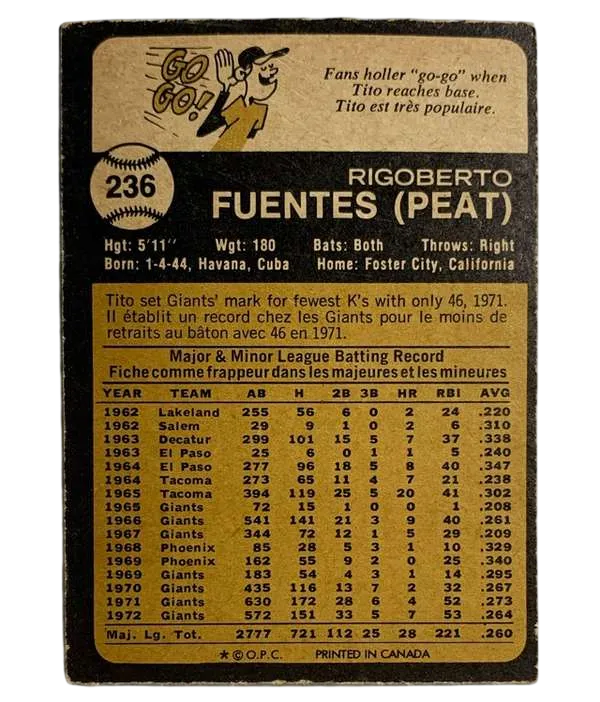 GO
GO!
Fans holler "go-go" when
Tito reaches base.
Tito est très populaire.
236
RIGOBERTO
FUENTES (PEAT)
Hgt: 5'11" Wgt: 180 Bats: Both Throws: Right
Born: 1-4-44, Havana, Cuba Home: Foster City, California
Tito set Giants' mark for fewest K's with only 46, 1971.
Il établit un record chez les Giants pour le moins de
retraits au bâton avec 46 en 1971.
Major & Minor League Batting Record
Fiche comme frappeur dans les majeures et les mineures
YEAR TEAM AB H 2B 3B HR RBI AVG
1962 Lakeland 255 56 6 0 2 24 .220
1962 Salem 29 9 1 0 2 6 .310
1963 Decatur 299 101 15 5 7 37 .338
1963 El Paso 25 6 0 1 1 5 .240
1964 El Paso 277 96 18 5 8 40 .347
1964 Tacoma 273 65 11 4 7 21 .238
1965 Tacoma 394 119 25 5 20 41 .302
1965 Giants 72 15 1 0 0 1 .208
1966 Giants 541 141 21 3 9 40 .261
1967 Giants 344 72 12 1 5 29 .209
1968 Phoenix 85 28 5 3 1 10 .329
1969 Phoenix 162 55 9 2 0 25 .340
1969 Giants 183 54 4 3 1 14 .295
1970 Giants 435 116 13 7 2 32 .267
1971 Giants 630 172 28 6 4 52 .273
1972 Giants 572 151 33 5 7 53 .264
Maj. Lg. Tot. 2777 721 112 25 28 221 .260
★ © O.P.C. PRINTED IN CANADA